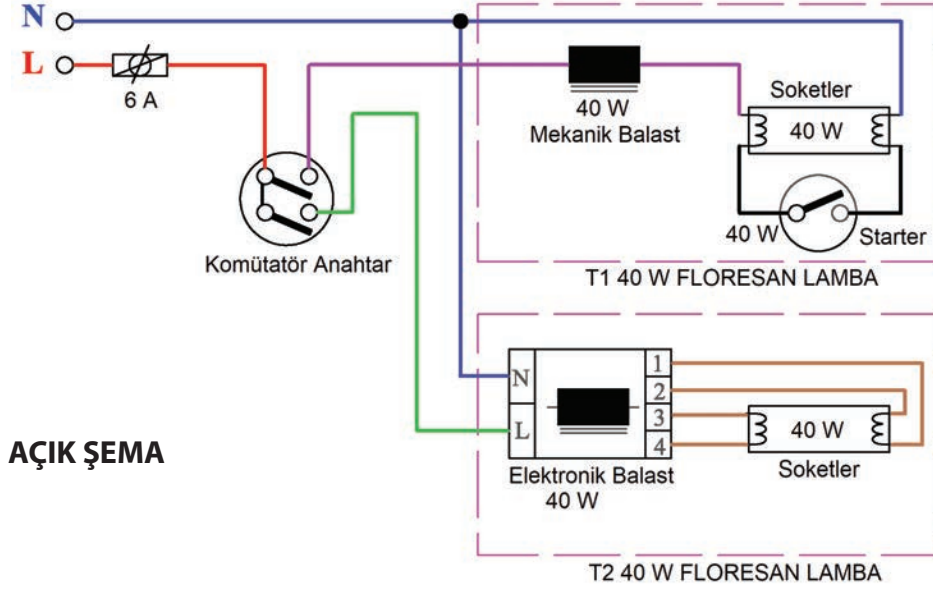 N
L
6 A
40 W
Mekanik Balast
Soketler
40 W
40 W
Starter
Komütatör Anahtar
T1 40 W FLORESAN LAMBA
N
L
1
2
3
4
40 W
Soketler
Elektronik Balast
40 W
AÇIK ŞEMA
T2 40 W FLORESAN LAMBA